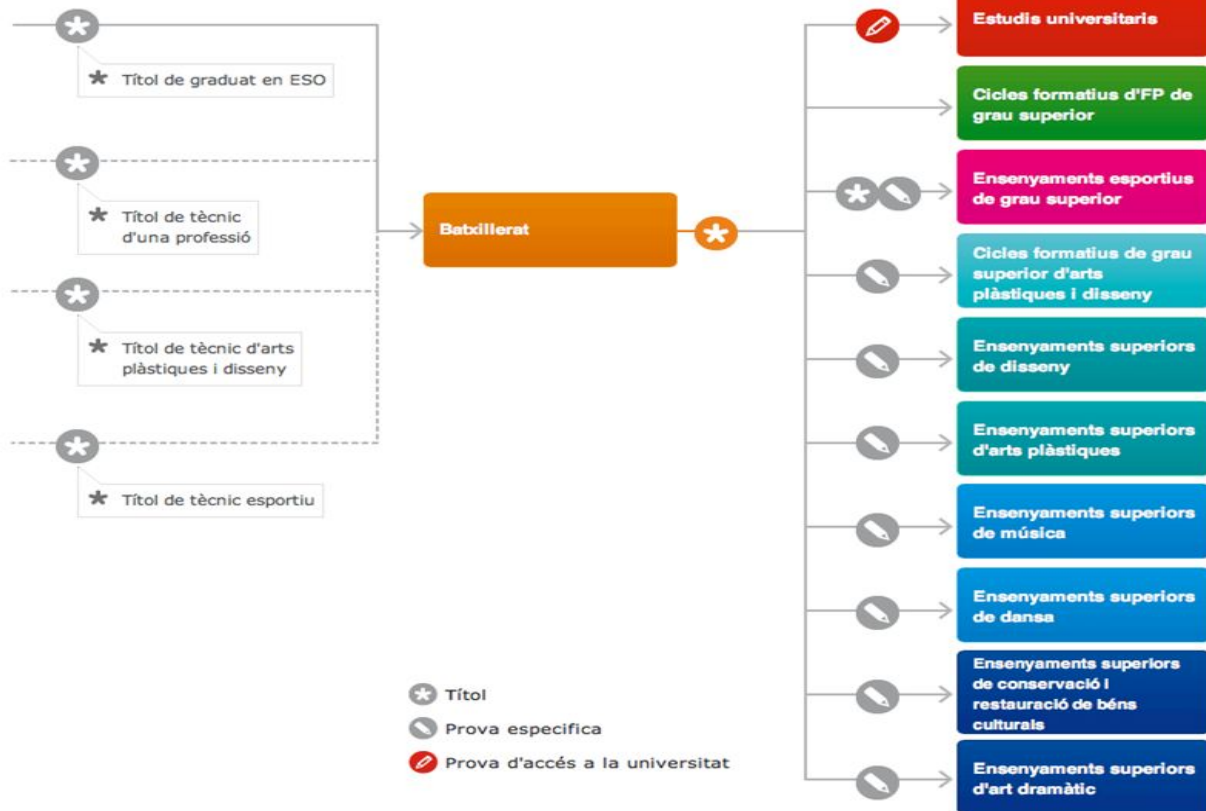 Títol de graduat en ESO
Títol de tècnic
d'una professió
Títol de tècnic d'arts
plàstiques i disseny
Títol de tècnic esportiu
Batxillerat
Estudis universitaris
Cicles formatius d'FP de
grau superior
Ensenyaments esportius
de grau superior
Cicles formatius de grau
superior d'arts
plàstiques i disseny
Ensenyaments superiors
de disseny
Ensenyaments superiors
d'arts plàstiques
Ensenyaments superiors
de música
Ensenyaments superiors
de dansa
Ensenyaments superiors
de conservació i
restauració de béns
culturals
Ensenyaments superiors
d'art dramàtic
Títol
Prova especifica
Prova d'accés a la universitat